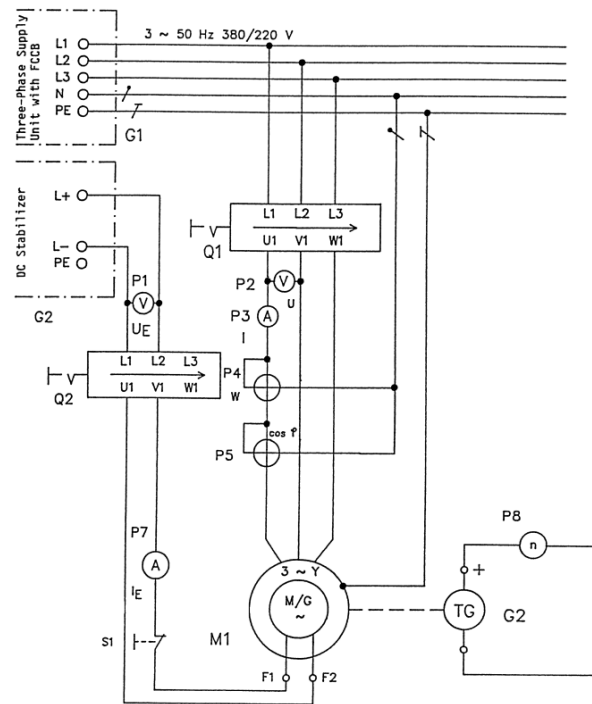 3 ~ 50 Hz 380/220 V
Three-Phase Supply
Unit with FCCB
L1
L2
L3
N
PE
G1
DC Stabilizer
L+
L−
PE
G2
P1
V
UE
L1 L2 L3
U1 V1 W1
Q1
L1 L2 L3
U1 V1 W1
Q2
P2
V
U
P3
A
I
P4
W
cos φ
P5
P7
A
IE
S1
3 ~ Y
M/G
~
M1
F1
F2
P8
n
+
TG
G2